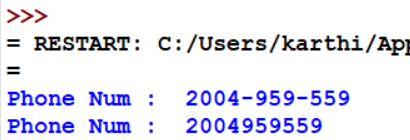 >>>
= RESTART: C:/Users/karthi/App
=
Phone Num :  2004-959-559
Phone Num :  2004959559